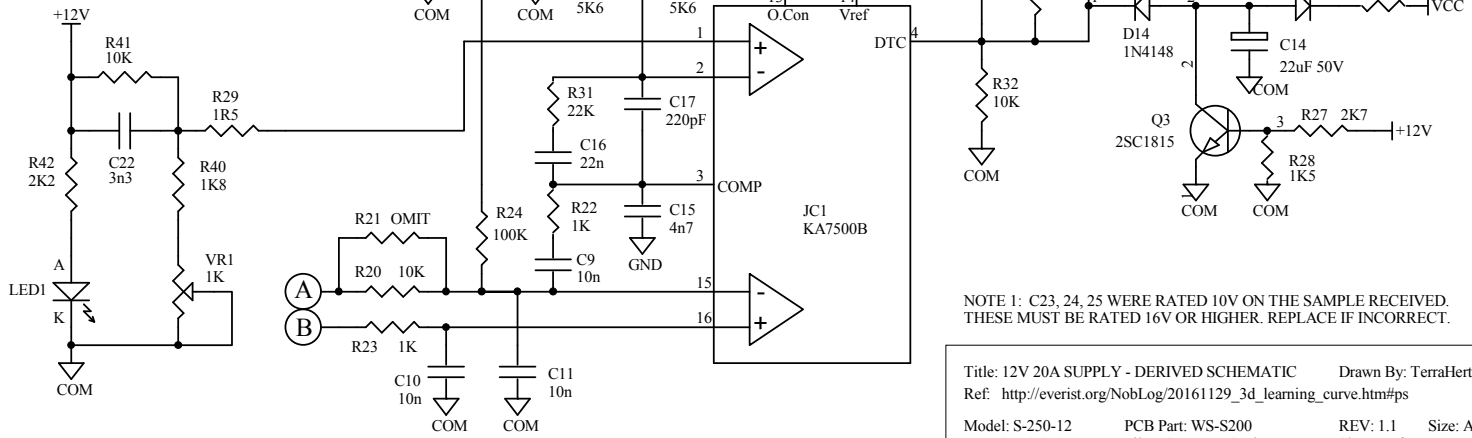 +12V
COM
COM
5K6
5K6
O.Con
Vref
VCC
R41
10K
1
2
DTC
4
D14
1N4148
C14
22uF 50V
COM
R29
1R5
R31
22K
C17
220pF
R32
10K
2
Q3
2SC1815
3
R27 2K7
+12V
C22
3n3
R42
2K2
R40
1K8
C16
22n
3
COMP
COM
R28
1K5
1
COM
COM
R21 OMIT
R24
100K
R22
1K
C15
4n7
GND
JC1
KA7500B
A
LED1
K
VR1
1K
A
R20 10K
C9
10n
15
B
R23 1K
16
COM
C10
10n
COM
C11
10n
COM
+
-
-
+
NOTE 1: C23, 24, 25 WERE RATED 10V ON THE SAMPLE RECEIVED.
THESE MUST BE RATED 16V OR HIGHER. REPLACE IF INCORRECT.
Title: 12V 20A SUPPLY - DERIVED SCHEMATIC Drawn By: TerraHert
Ref: http://everist.org/NobLog/20161129_3d_learning_curve.htm#ps
Model: S-250-12 PCB Part: WS-S200 REV: 1.1 Size: A